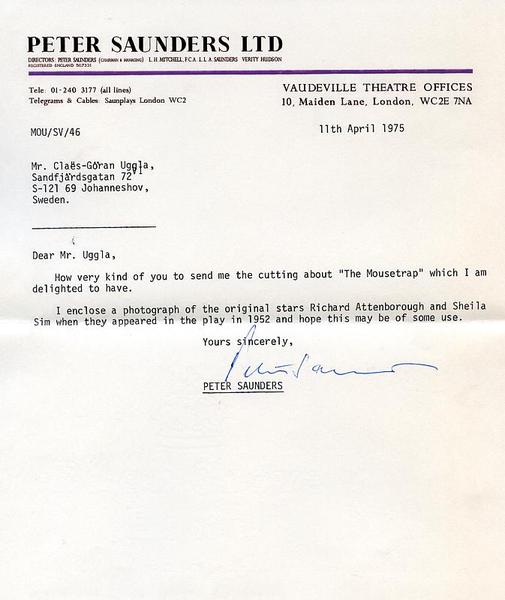 PETER SAUNDERS LTD
DIRECTORS: PETER SAUNDERS (CHAIRMAN & MANAGING) L. H. MITCHELL, F.C.A. L. L. A. SAUNDERS VERITY HUDSON
REGISTERED ENGLAND
Tele: 01-240 3177 (all lines)
Telegrams & Cables: Saunplays London WC2
VAUDEVILLE THEATRE OFFICES
10, Maiden Lane, London, WC2E 7NA
MOU/SV/46
11th April 1975
Mr. Claës-Göran Uggla,
Sandfjärdsgatan 72
S-121 69 Johanneshov,
Sweden.
Dear Mr. Uggla,
How very kind of you to send me the cutting about "The Mousetrap" which I am
delighted to have.
I enclose a photograph of the original stars Richard Attenborough and Sheila
Sim when they appeared in the play in 1952 and hope this may be of some use.
Yours sincerely,
Peter Saunders
PETER SAUNDERS